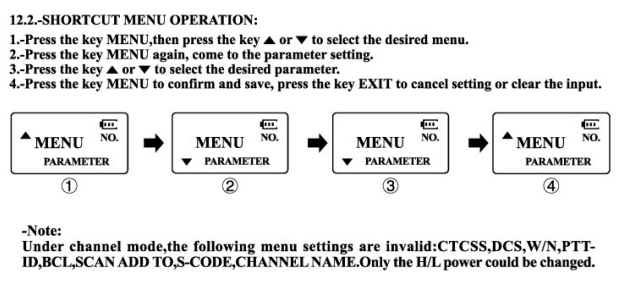 12.2.-SHORTCUT MENU OPERATION:
1.-Press the key MENU,then press the key ▲ or ▼ to select the desired menu.
2.-Press the key MENU again, come to the parameter setting.
3.-Press the key ▲ or ▼ to select the desired parameter.
4.-Press the key MENU to confirm and save, press the key EXIT to cancel setting or clear the input.
▲ MENU NO.
PARAMETER
①
MENU NO.
▼ PARAMETER
②
MENU NO.
▼ PARAMETER
③
▲ MENU NO.
PARAMETER
④
-Note:
Under channel mode,the following menu settings are invalid:CTCSS,DCS,W/N,PTT-
ID,BCL,SCAN ADD TO,S-CODE,CHANNEL NAME.Only the H/L power could be changed.